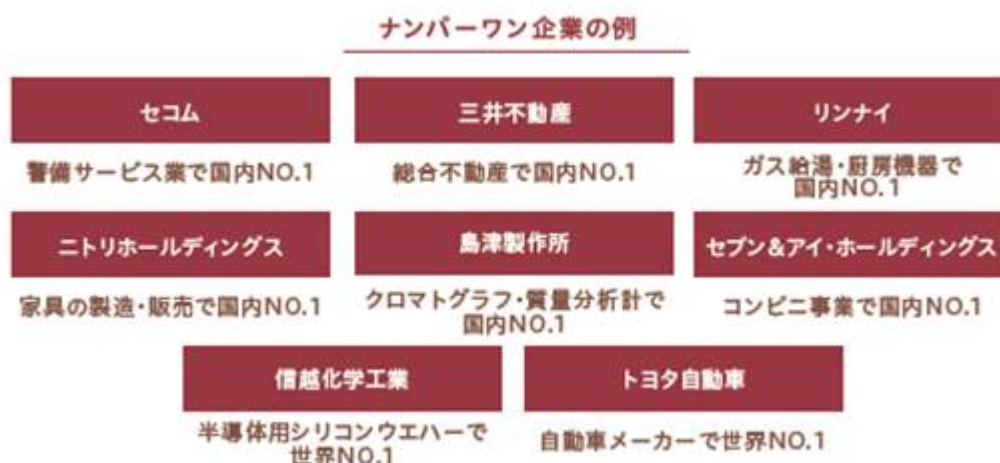 ナンバーワン企業の例
セコム
警備サービス業で国内NO.1
三井不動産
総合不動産で国内NO.1
リンナイ
ガス給湯・厨房機器で
国内NO.1
ニトリホールディングス
家具の製造・販売で国内NO.1
島津製作所
クロマトグラフ・質量分析計で
国内NO.1
セブン&アイ・ホールディングス
コンビニ事業で国内NO.1
信越化学工業
半導体用シリコンウエハーで
世界NO.1
トヨタ自動車
自動車メーカーで世界NO.1